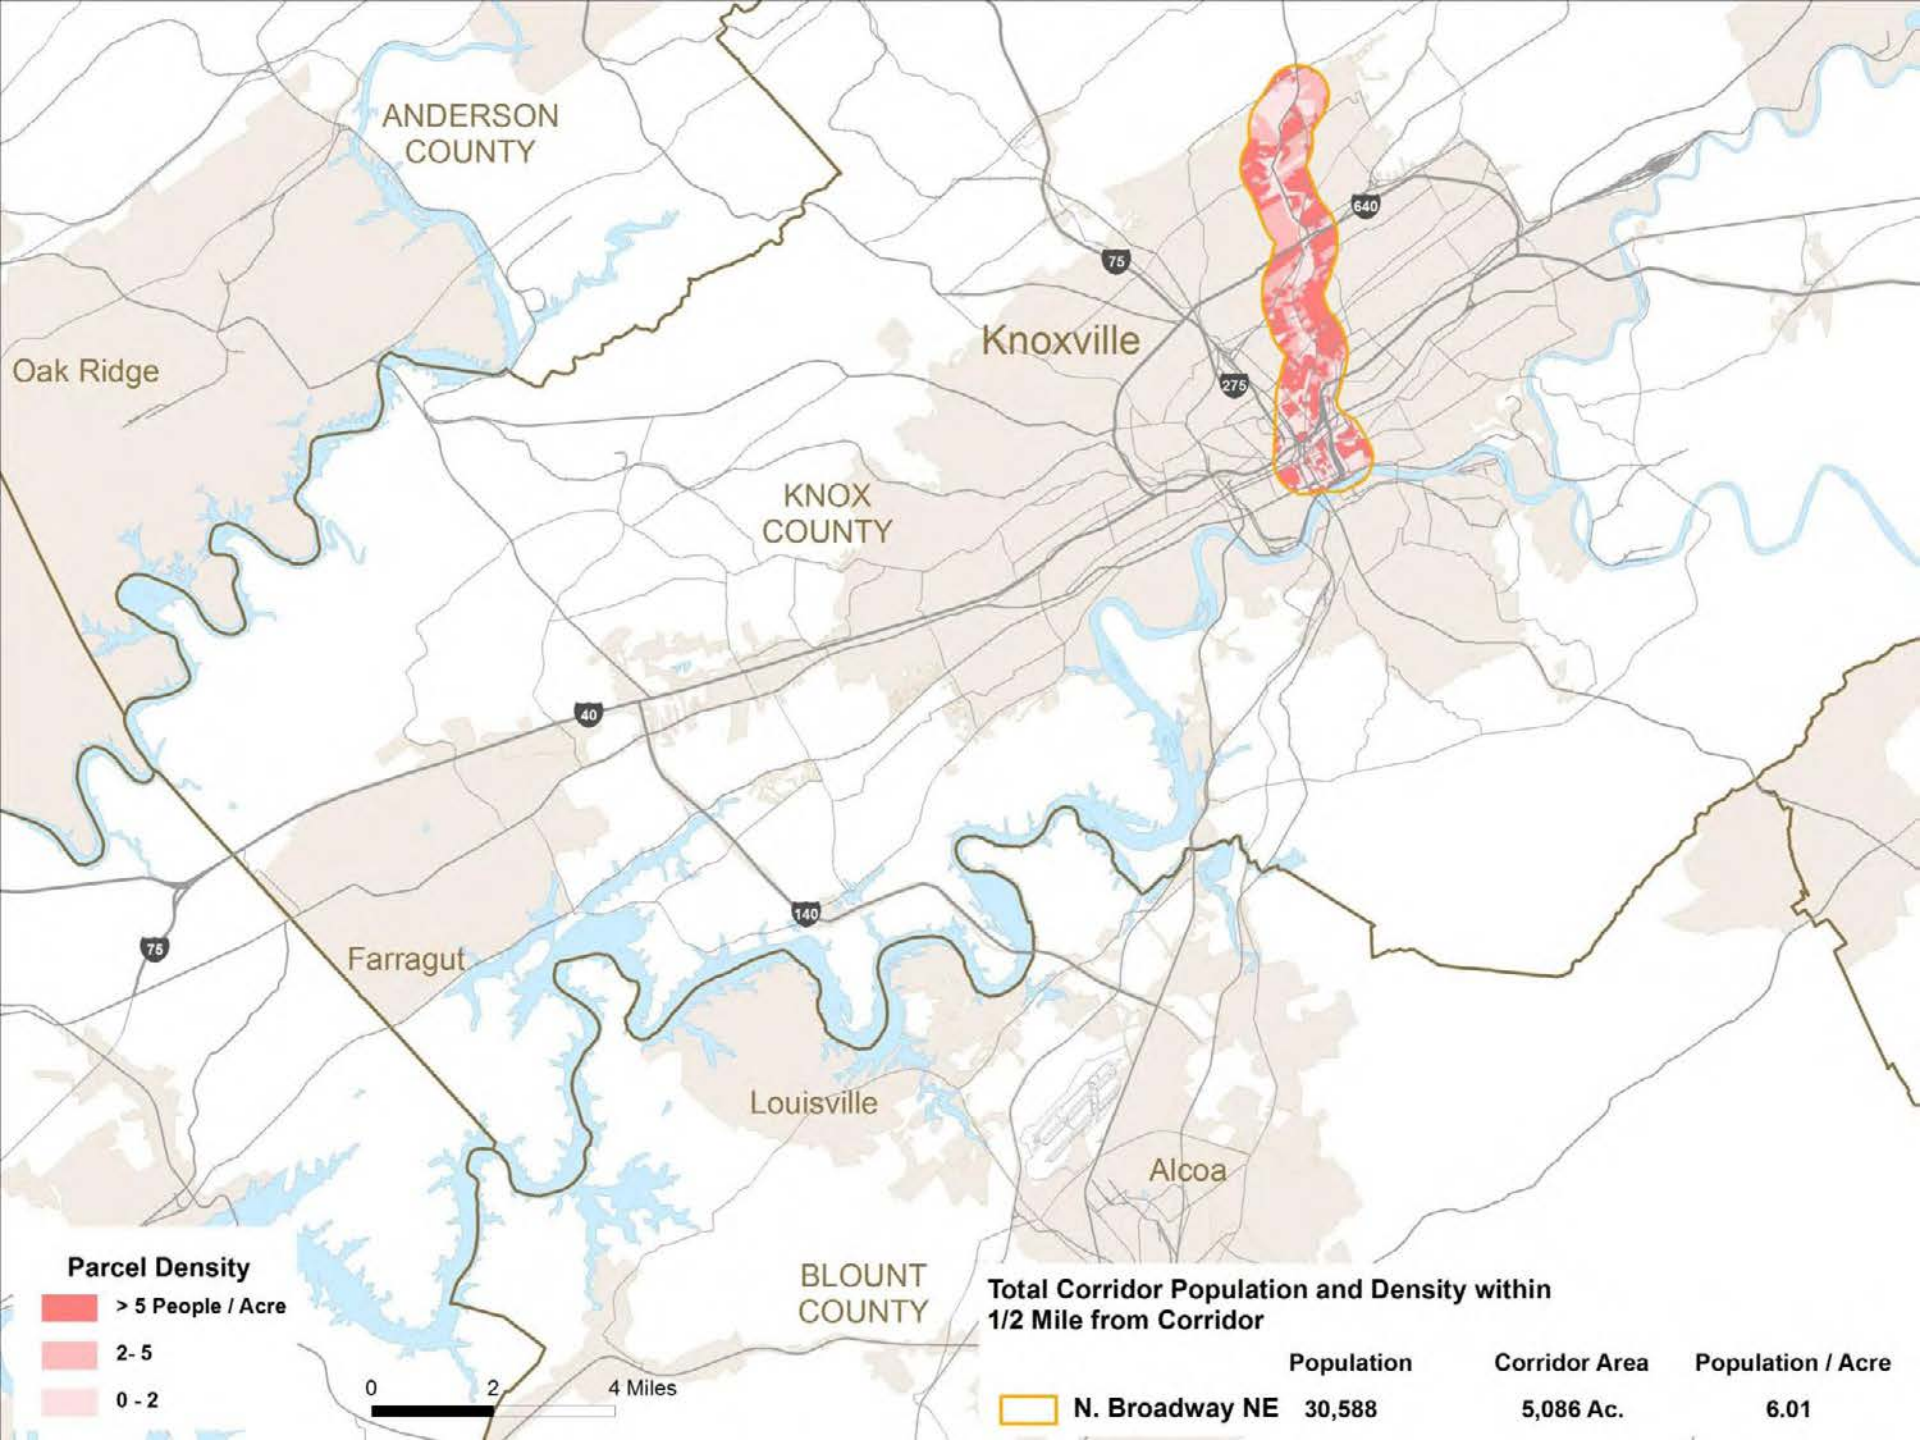 ANDERSON
COUNTY
640
75
Knoxville
Oak Ridge
275
KNOX
COUNTY
40
140
75
Farragut
Louisville
Alcoa
BLOUNT
COUNTY
Parcel Density
> 5 People / Acre
2- 5
0 - 2
0 2 4 Miles
Total Corridor Population and Density within
1/2 Mile from Corridor
Population Corridor Area Population / Acre
N. Broadway NE 30,588 5,086 Ac. 6.01